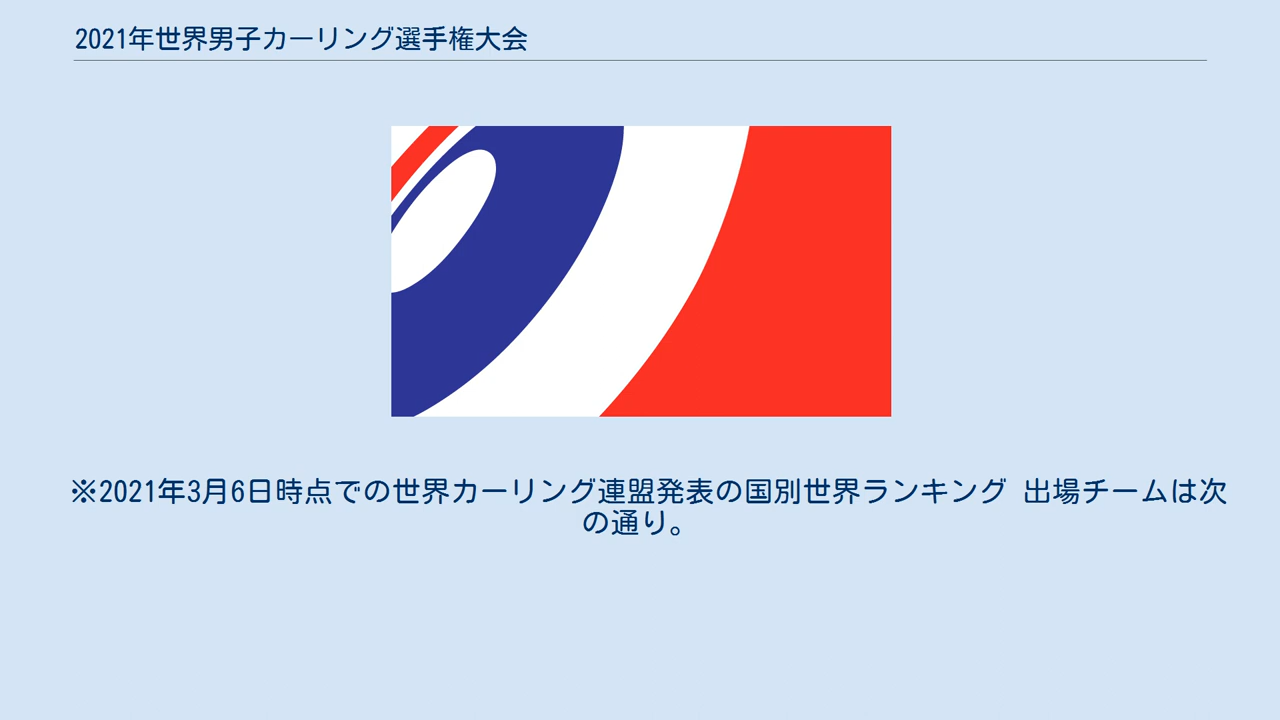 2021年世界男子カーリング選手権大会
※2021年3月6日時点での世界カーリング連盟発表の国別世界ランキング 出場チームは次
の通り。